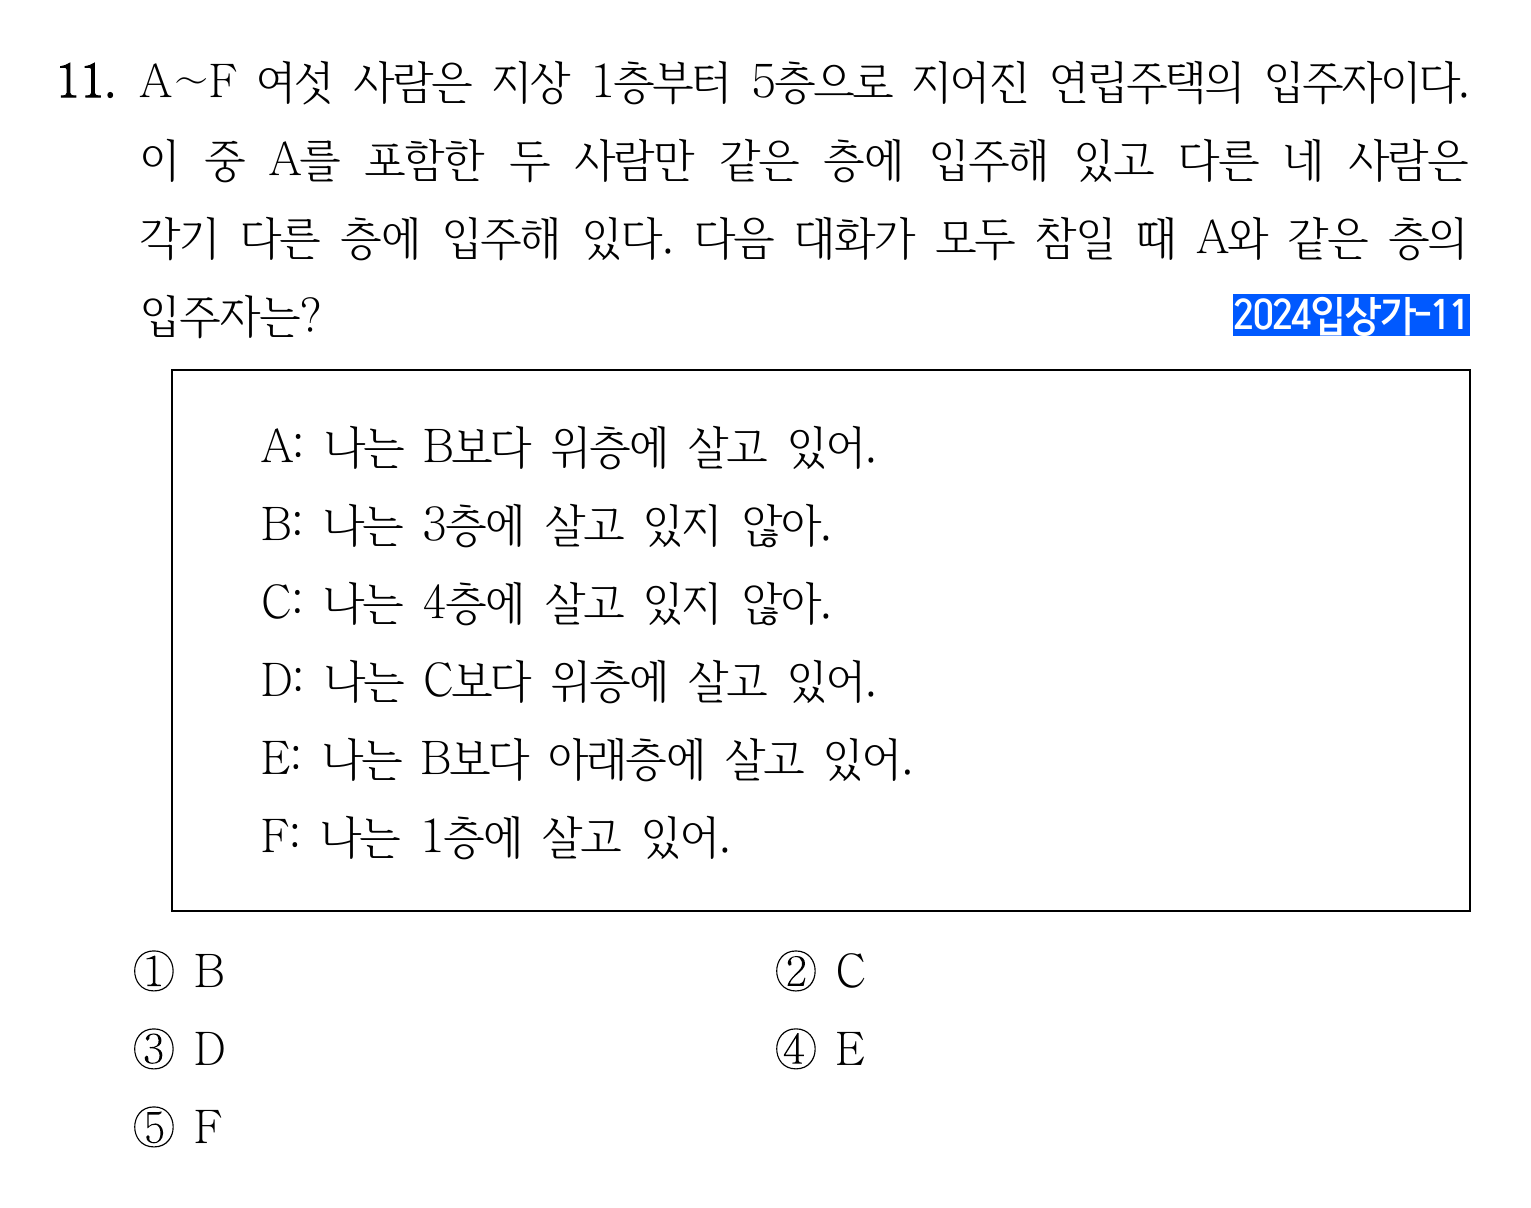 11. A~F 여섯 사람은 지상 1층부터 5층으로 지어진 연립주택의 입주자이다.
이 중 A를 포함한 두 사람만 같은 층에 입주해 있고 다른 네 사람은
각기 다른 층에 입주해 있다. 다음 대화가 모두 참일 때 A와 같은 층의
입주자는? 2024입상가-11
A: 나는 B보다 위층에 살고 있어.
B: 나는 3층에 살고 있지 않아.
C: 나는 4층에 살고 있지 않아.
D: 나는 C보다 위층에 살고 있어.
E: 나는 B보다 아래층에 살고 있어.
F: 나는 1층에 살고 있어.
① B ② C
③ D ④ E
⑤ F